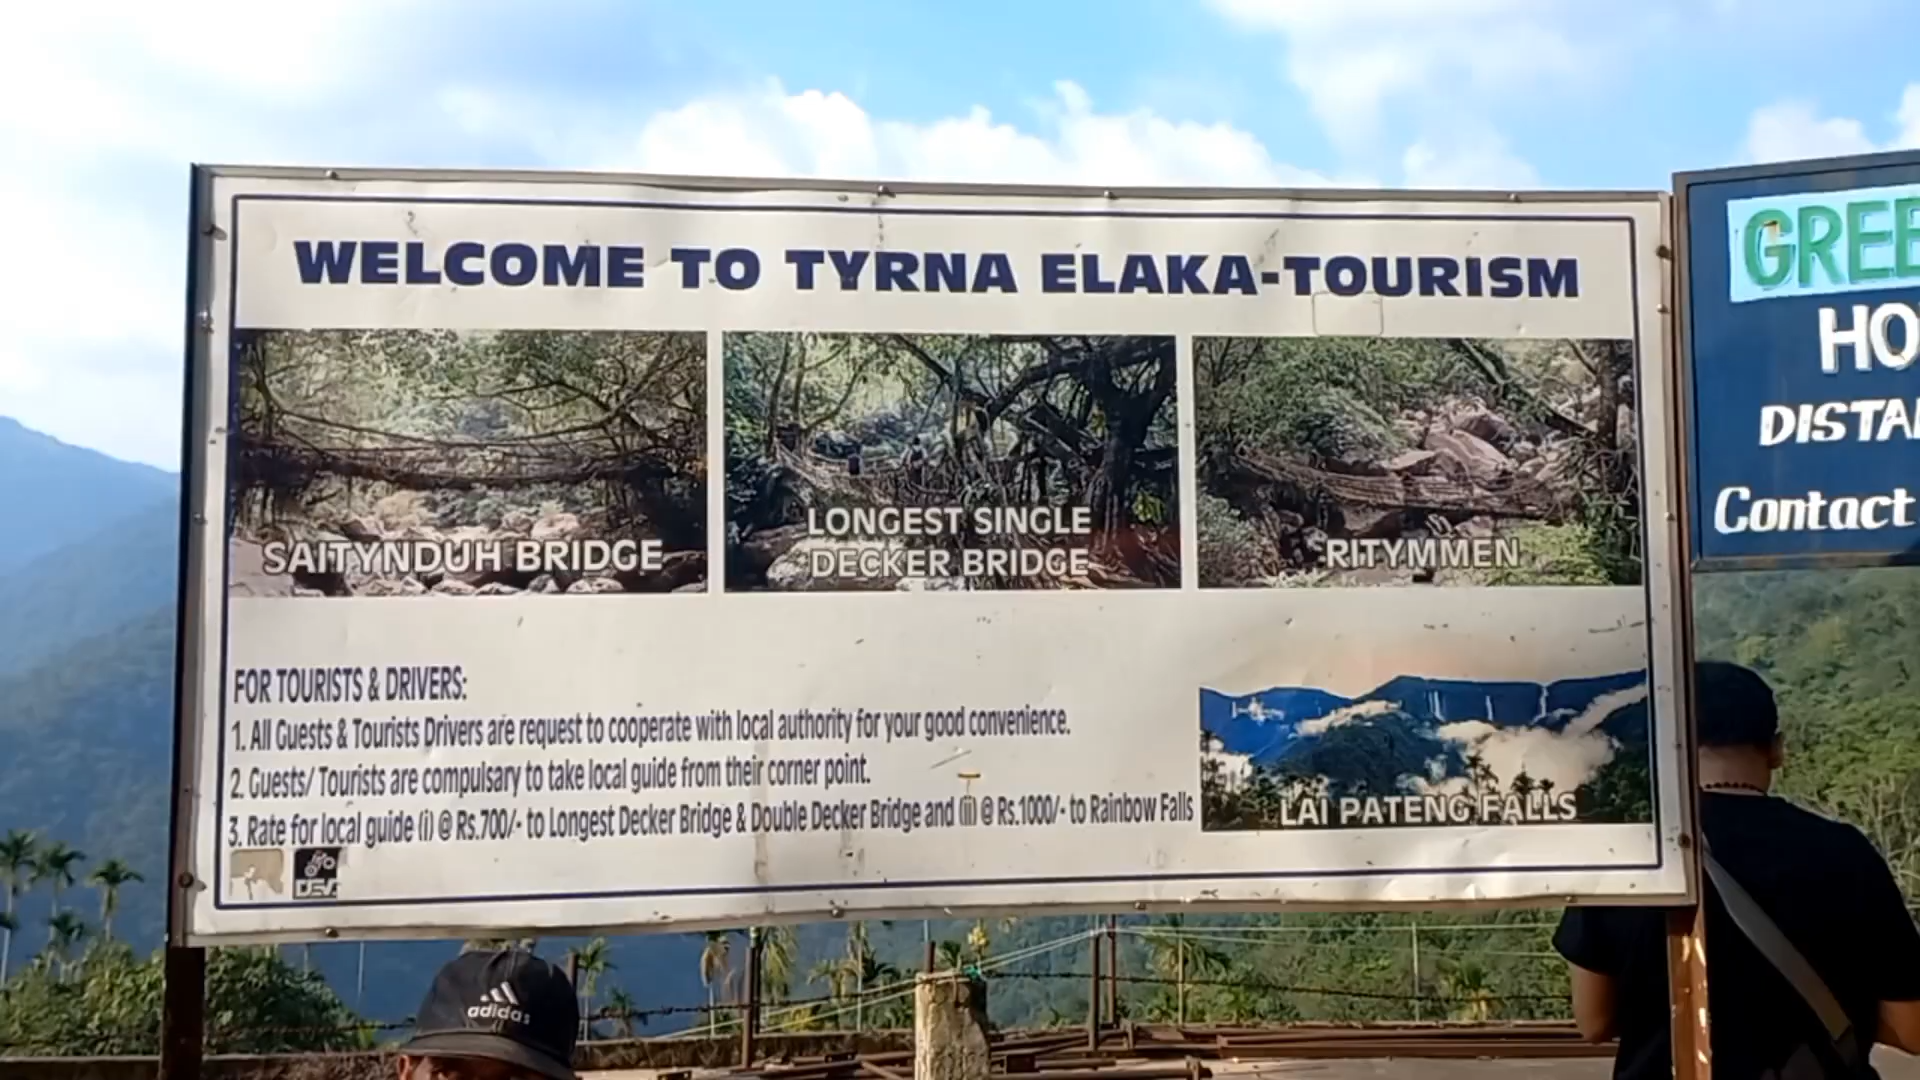 WELCOME TO TYRNA ELAKA-TOURISM
SAITYNDUH BRIDGE
LONGEST SINGLE
DECKER BRIDGE
RITYMMEN
FOR TOURISTS & DRIVERS:
1. All Guests & Tourists Drivers are request to cooperate with local authority for your good convenience.
2. Guests/ Tourists are compulsary to take local guide from their corner point.
3. Rate for local guide (i) @ Rs.700/- to Longest Decker Bridge & Double Decker Bridge and (ii) @ Rs.1000/- to Rainbow Falls
LAI PATENG FALLS
GREE
HO
DISTA
Contact
adidas